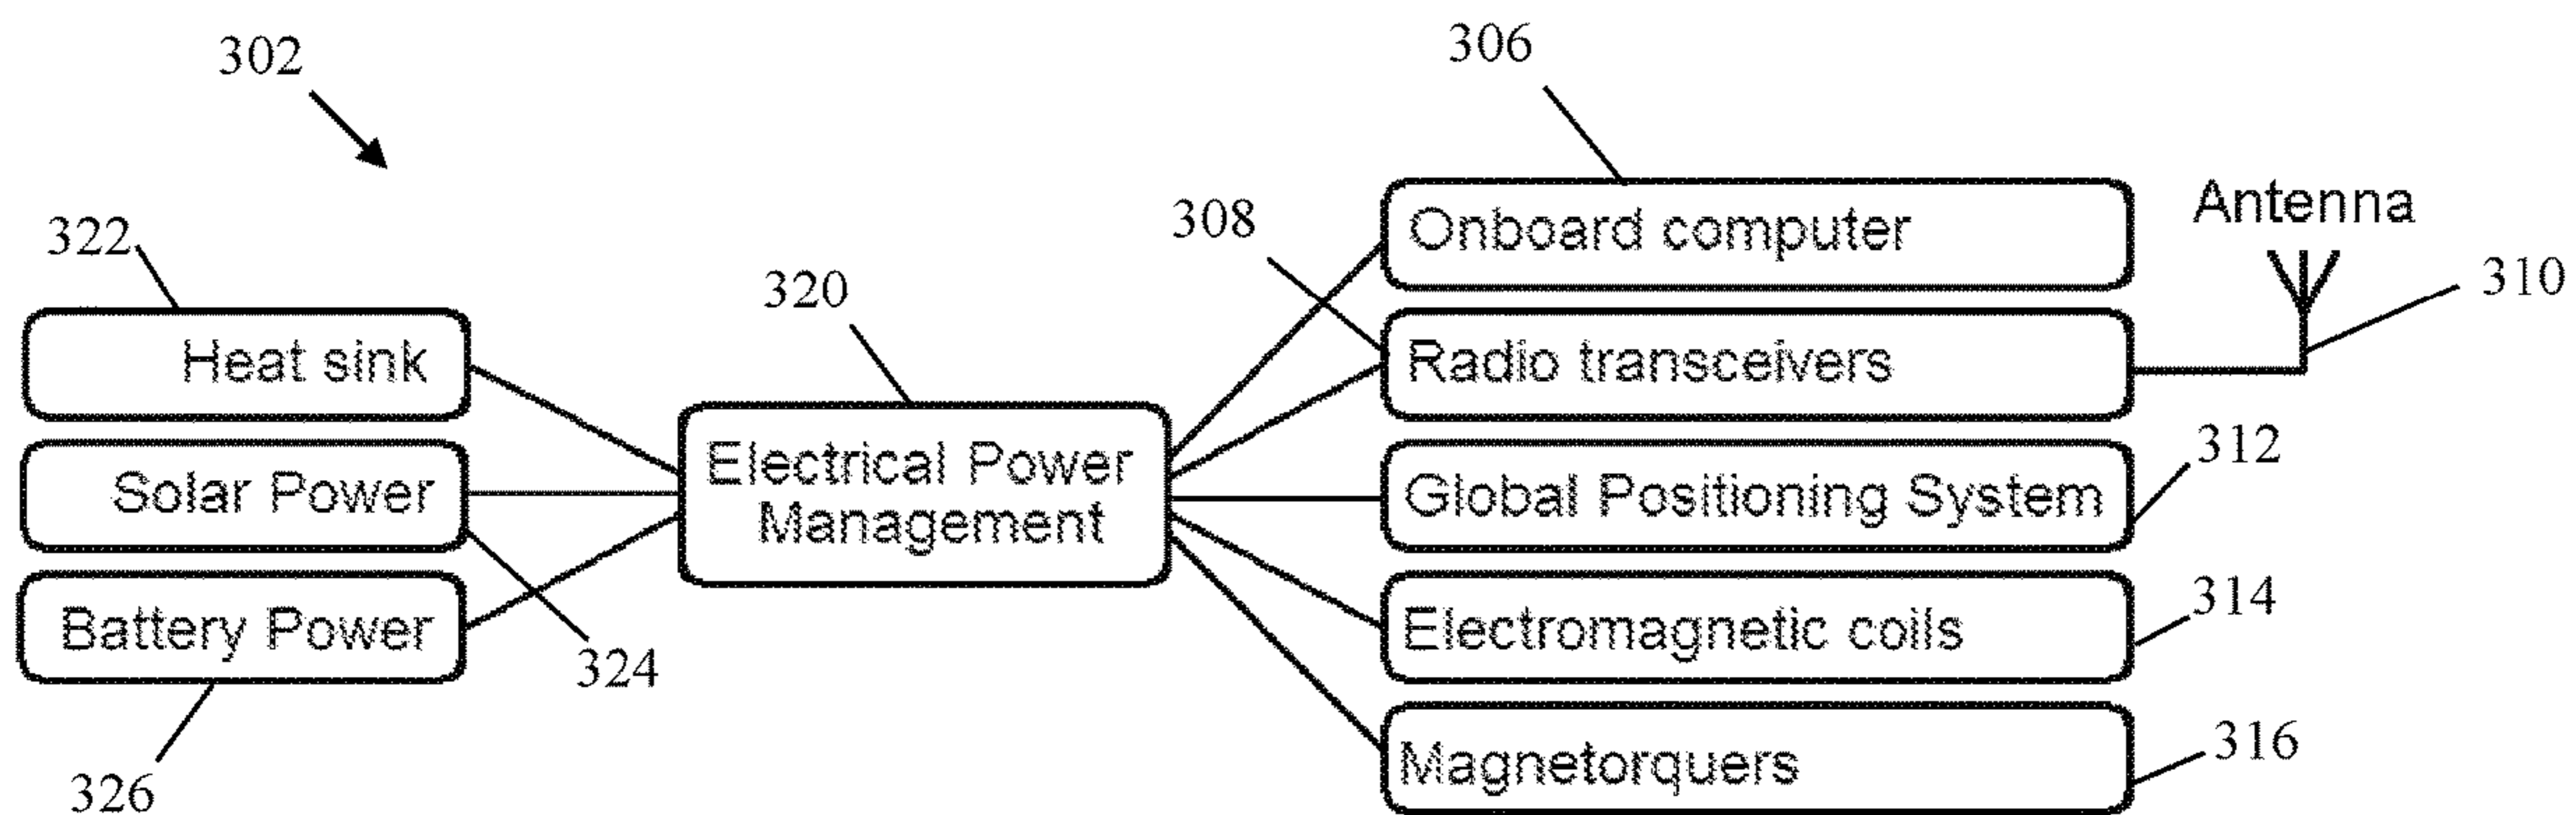 302
306
322
308
Onboard computer
Antenna
320
310
Heat sink
Radio transceivers
312
Solar Power
Electrical Power
Management
Global Positioning System
314
Battery Power
324
Electromagnetic coils
316
326
Magnetorquers